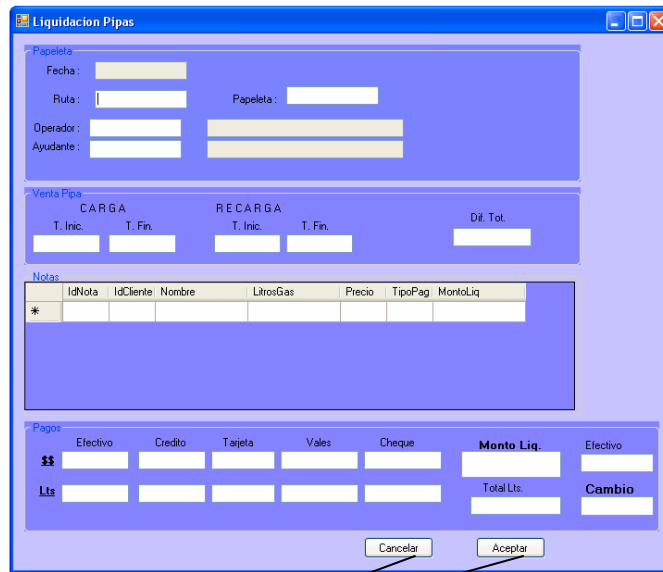 Liquidacion Pipas
Papeleta
Fecha :
Ruta : Papeleta :
Operador :
Ayudante :
Venta Pipa
C A R G A R E C A R G A
T. Inic. T. Fin. T. Inic. T. Fin. Dif. Tot.
Notas
IdNota IdCliente Nombre LitrosGas Precio TipoPag MontoLiq
Pagos
Efectivo Credito Tarjeta Vales Cheque Monto Liq. Efectivo
$$
Lts Total Lts. Cambio
Cancelar Aceptar